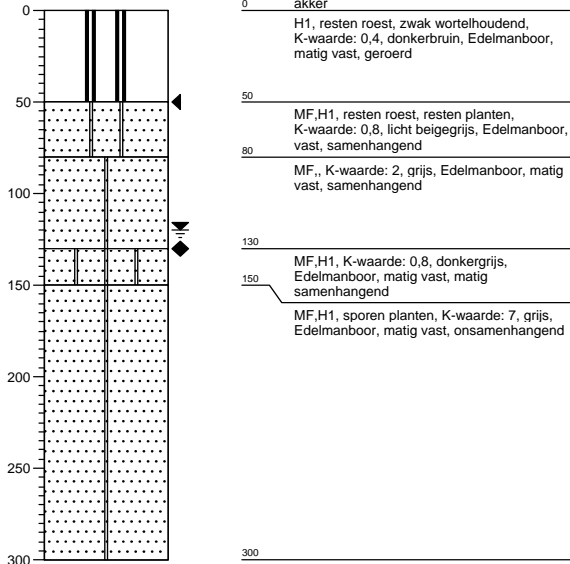 0
50
100
150
200
250
300
0
akker
H1, resten roest, zwak wortelhoudend,
K-waarde: 0,4, donkerbruin, Edelmanboor,
matig vast, geroerd
50
MF,H1, resten roest, resten planten,
K-waarde: 0,8, licht beigegrijs, Edelmanboor,
vast, samenhangend
80
MF,, K-waarde: 2, grijs, Edelmanboor, matig
vast, samenhangend
130
MF,H1, K-waarde: 0,8, donkergrijs,
Edelmanboor, matig vast, matig
samenhangend
150
MF,H1, sporen planten, K-waarde: 7, grijs,
Edelmanboor, matig vast, onsamenhangend
300